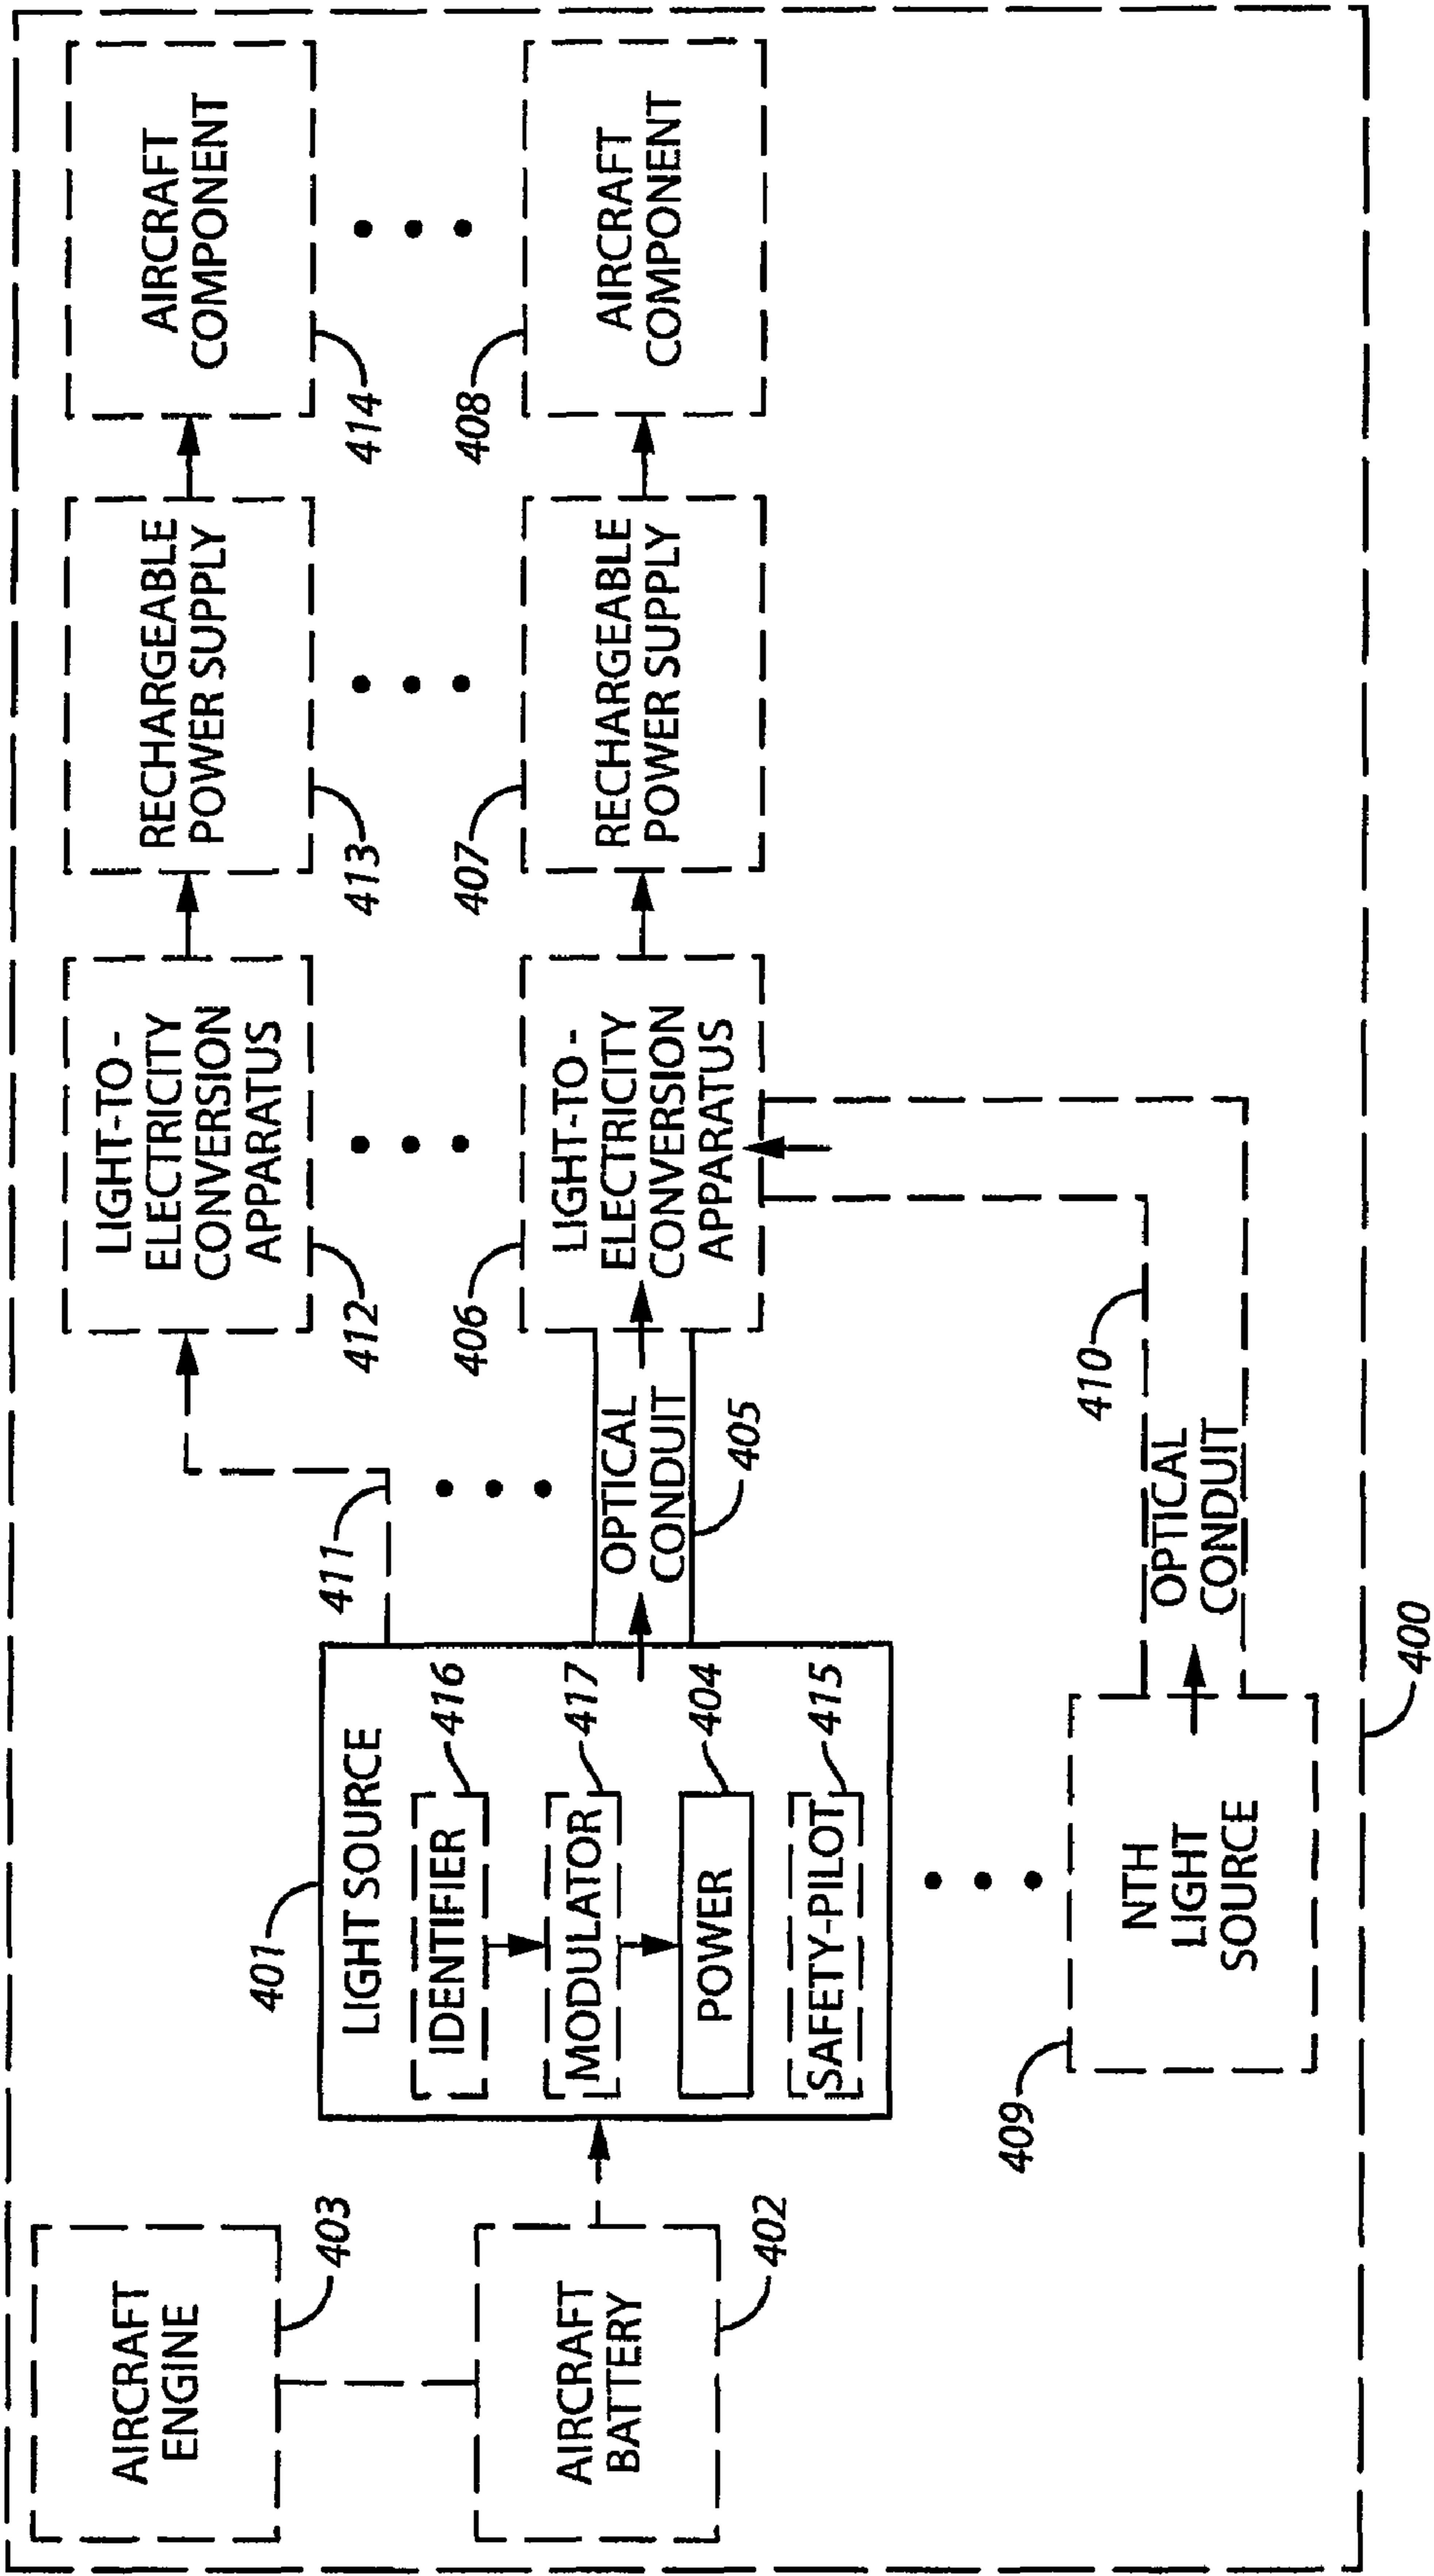 AIRCRAFT
ENGINE
403
AIRCRAFT
BATTERY
402
401
LIGHT SOURCE
IDENTIFIER
416
MODULATOR
417
POWER
404
SAFETY-PILOT
415
411
OPTICAL
CONDUIT
405
LIGHT-TO-
ELECTRICITY
CONVERSION
APPARATUS
412
RECHARGEABLE
POWER SUPPLY
413
AIRCRAFT
COMPONENT
414
406
LIGHT-TO-
ELECTRICITY
CONVERSION
APPARATUS
407
RECHARGEABLE
POWER SUPPLY
408
AIRCRAFT
COMPONENT
409
NTH
LIGHT
SOURCE
410
OPTICAL
CONDUIT
400